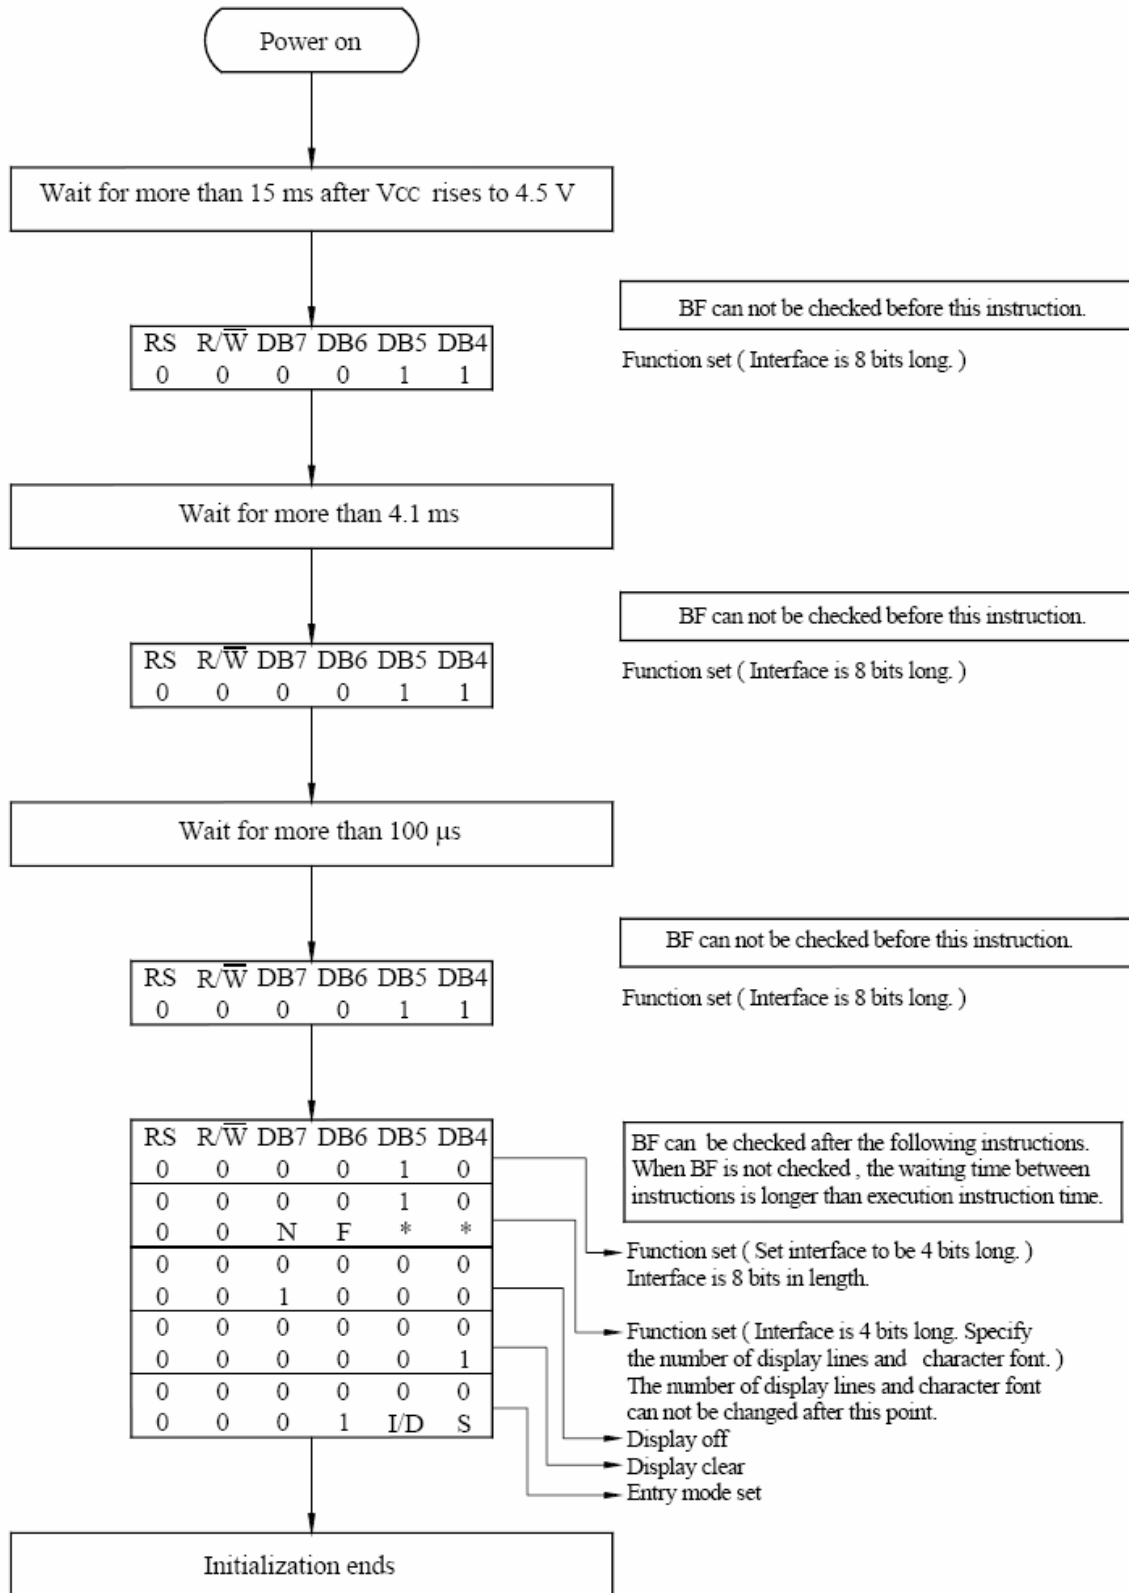 Power on
Wait for more than 15 ms after VCC rises to 4.5 V
BF can not be checked before this instruction.
RS R/W̅ DB7 DB6 DB5 DB4
0 0 0 0 1 1
Function set ( Interface is 8 bits long. )
Wait for more than 4.1 ms
BF can not be checked before this instruction.
RS R/W̅ DB7 DB6 DB5 DB4
0 0 0 0 1 1
Function set ( Interface is 8 bits long. )
Wait for more than 100 µs
BF can not be checked before this instruction.
RS R/W̅ DB7 DB6 DB5 DB4
0 0 0 0 1 1
Function set ( Interface is 8 bits long. )
RS R/W̅ DB7 DB6 DB5 DB4
0 0 0 0 1 0
0 0 0 0 1 0
0 0 N F * *
0 0 0 0 0 0
0 0 1 0 0 0
0 0 0 0 0 0
0 0 0 0 0 1
0 0 0 0 0 0
0 0 0 1 I/D S
BF can be checked after the following instructions.
When BF is not checked , the waiting time between
instructions is longer than execution instruction time.
Function set ( Set interface to be 4 bits long. )
Interface is 8 bits in length.
Function set ( Interface is 4 bits long. Specify
the number of display lines and character font. )
The number of display lines and character font
can not be changed after this point.
Display off
Display clear
Entry mode set
Initialization ends